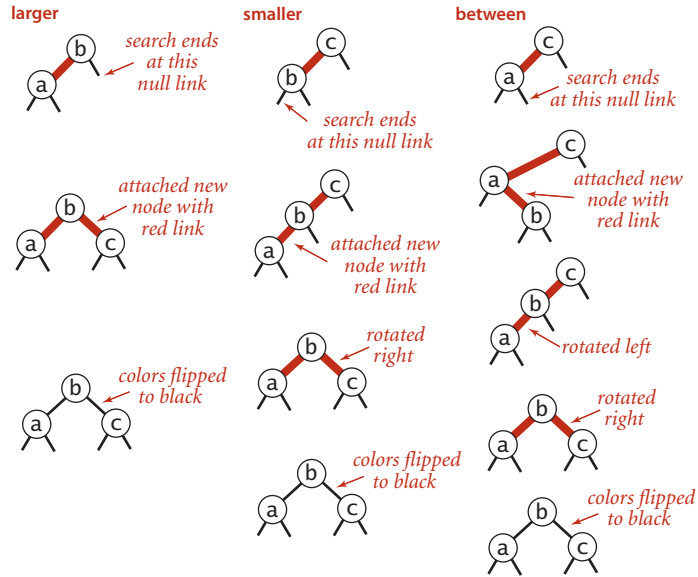 larger
b
a
search ends
at this
null link
b
a
c
attached new
node with
red link
b
a
c
colors flipped
to black
smaller
c
b
search ends
at this null link
c
b
a
attached new
node with
red link
b
a
c
rotated
right
b
a
c
colors flipped
to black
between
c
a
search ends
at this null link
c
a
b
attached new
node with
red link
c
b
a
rotated left
b
a
c
rotated
right
b
a
c
colors flipped
to black